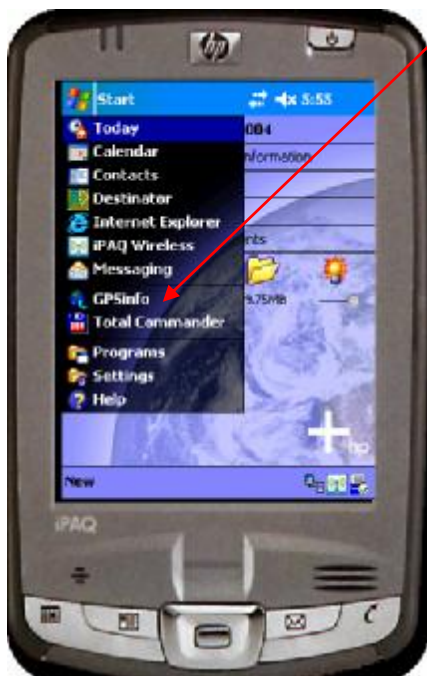 hp
Start 5:55
Today
004
Calendar
nformation
Contacts
Destinator
Internet Explorer
iPAQ Wireless
nts
Messaging
GPSinfo
9.75MB
Total Commander
Programs
Settings
Help
hp
New
iPAQ